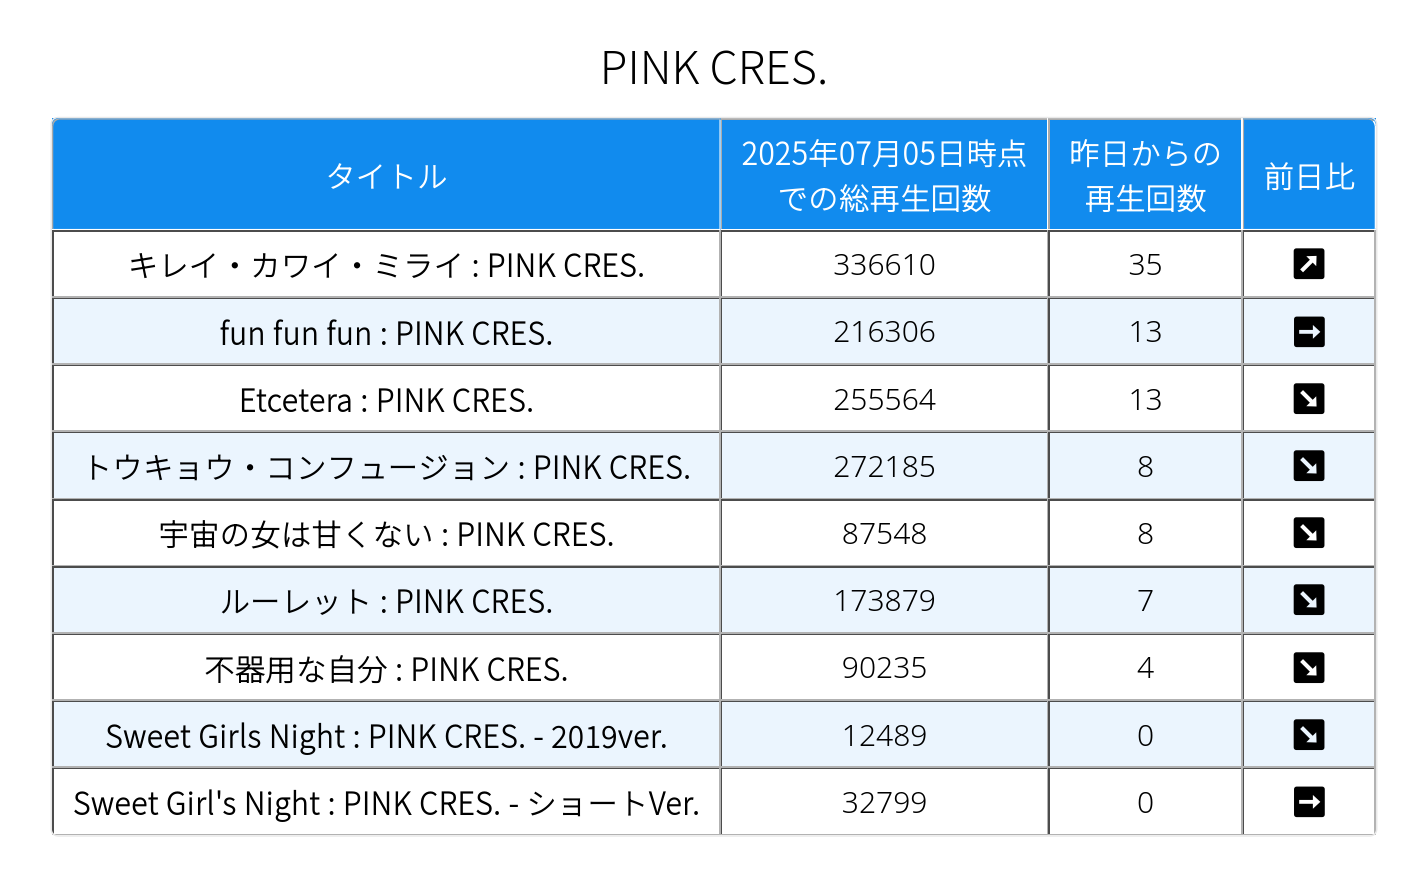 PINK CRES.
タイトル
2025年07月05日時点
での総再生回数
昨日からの
再生回数
前日比
キレイ・カワイ・ミライ : PINK CRES. 336610 35 ↗
fun fun fun : PINK CRES. 216306 13 →
Etcetera : PINK CRES. 255564 13 ↘
トウキョウ・コンフュージョン : PINK CRES. 272185 8 ↘
宇宙の女は甘くない : PINK CRES. 87548 8 ↘
ルーレット : PINK CRES. 173879 7 ↘
不器用な自分 : PINK CRES. 90235 4 ↘
Sweet Girls Night : PINK CRES. - 2019ver. 12489 0 ↘
Sweet Girl's Night : PINK CRES. - ショートVer. 32799 0 →